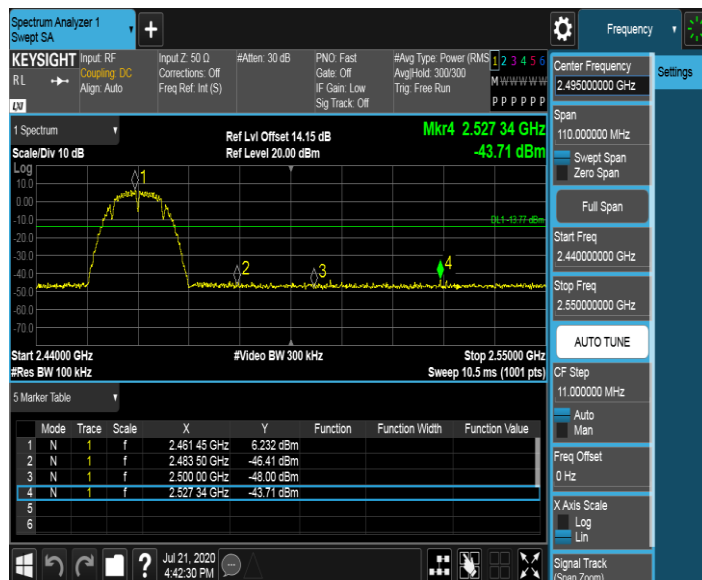 Spectrum Analyzer 1
Swept SA
+
Frequency
KEYSIGHT Input: RF Input Z: 50 Ω #Atten: 30 dB PNO: Fast #Avg Type: Power (RMS 1 2 3 4 5 6
RL Coupling: DC Corrections: Off Gate: Off Avg|Hold: 300/300 M W W W W W
Align: Auto Freq Ref: Int (S) IF Gain: Low Trig: Free Run
Sig Track: Off P P P P P P
LXI
1 Spectrum
Ref Lvl Offset 14.15 dB Mkr4 2.527 34 GHz
Scale/Div 10 dB Ref Level 20.00 dBm -43.71 dBm
Log
10.0
0.00
-10.0
-20.0
-30.0
-40.0
-50.0
-60.0
-70.0
1
DL1 -13.77 dBm
2
3
4
Start 2.44000 GHz #Video BW 300 kHz Stop 2.55000 GHz
#Res BW 100 kHz Sweep 10.5 ms (1001 pts)
5 Marker Table
Mode Trace Scale X Y Function Function Width Function Value
1 N 1 f 2.461 45 GHz 6.232 dBm
2 N 1 f 2.483 50 GHz -46.41 dBm
3 N 1 f 2.500 00 GHz -48.00 dBm
4 N 1 f 2.527 34 GHz -43.71 dBm
5
6
?
Jul 21, 2020
4:42:30 PM
Center Frequency
2.495000000 GHz
Settings
Span
110.000000 MHz
Swept Span
Zero Span
Full Span
Start Freq
2.440000000 GHz
Stop Freq
2.550000000 GHz
AUTO TUNE
CF Step
11.000000 MHz
Auto
Man
Freq Offset
0 Hz
X Axis Scale
Log
Lin
Signal Track
(Span Zoom)